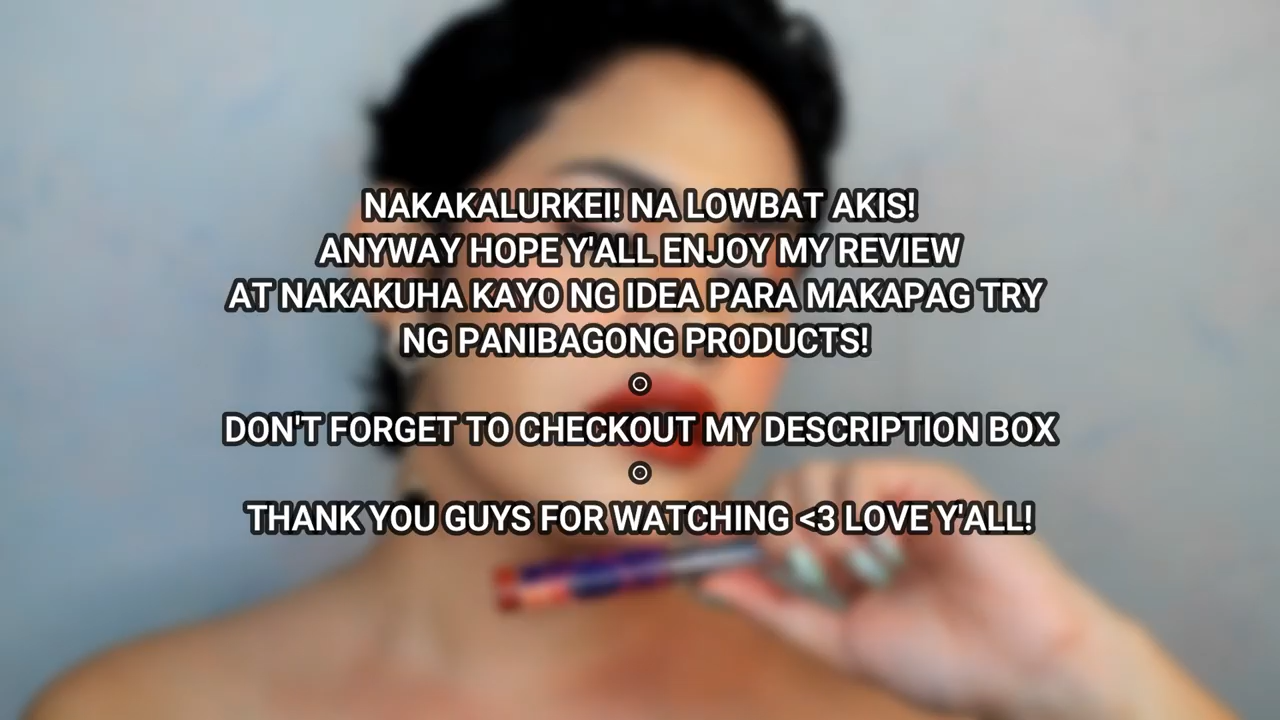 NAKAKALURKEI! NA LOWBAT AKIS!
ANYWAY HOPE Y'ALL ENJOY MY REVIEW
AT NAKAKUHA KAYO NG IDEA PARA MAKAPAG TRY
NG PANIBAGONG PRODUCTS!
DON'T FORGET TO CHECKOUT MY DESCRIPTION BOX
THANK YOU GUYS FOR WATCHING <3 LOVE Y'ALL!